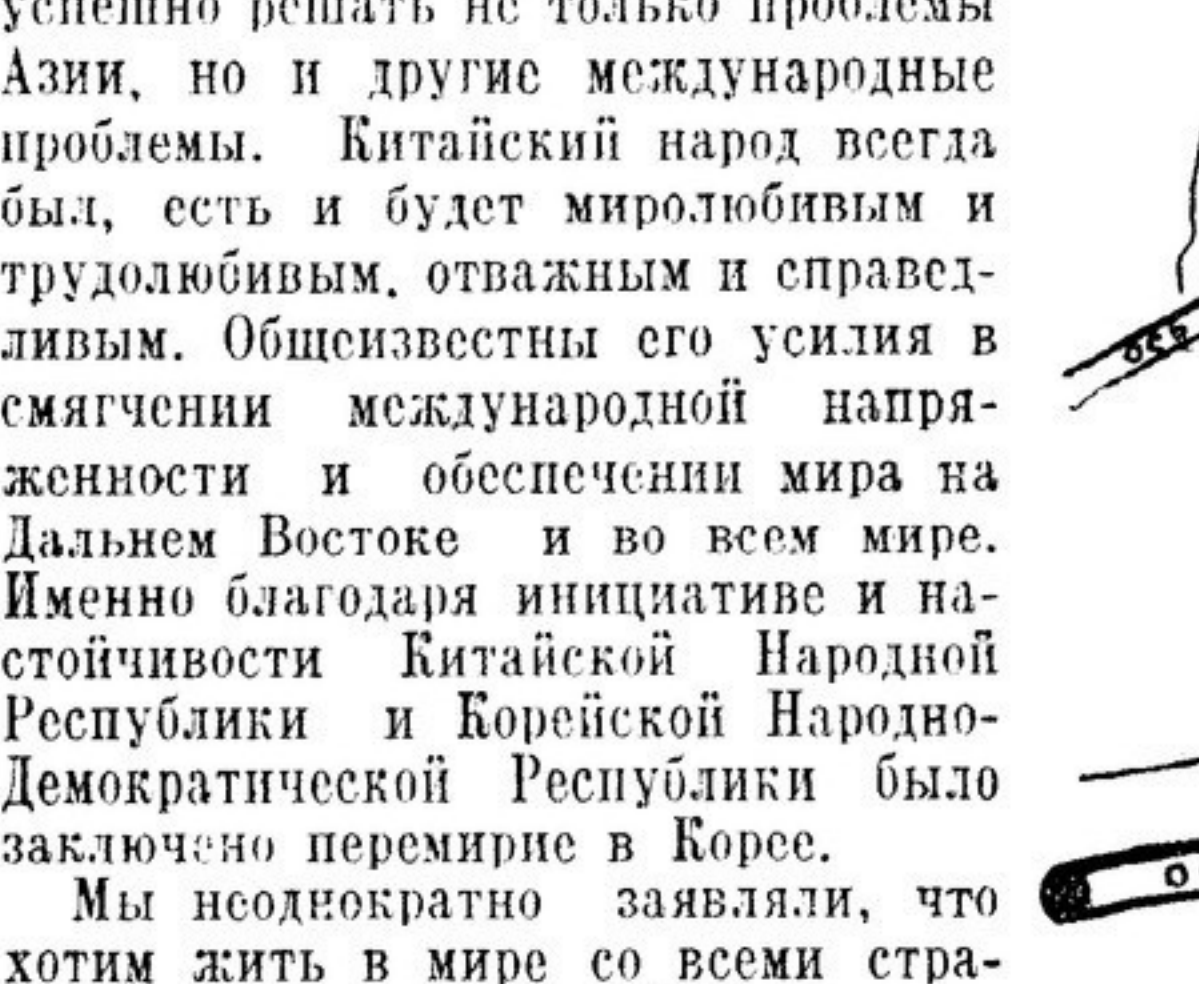 успешно решать не только проблемы
Азии, но и другие международные
проблемы. Китайский народ всегда
был, есть и будет миролюбивым и
трудолюбивым, отважным и справед-
ливым. Общеизвестны его усилия в
смягчении международной напря-
женности и обеспечении мира на
Дальнем Востоке и во всем мире.
Именно благодаря инициативе и на-
стойчивости Китайской Народной
Республики и Корейской Народно-
Демократической Республики было
заключено перемирие в Корее.
Мы неоднократно заявляли, что
хотим жить в мире со всеми стра-